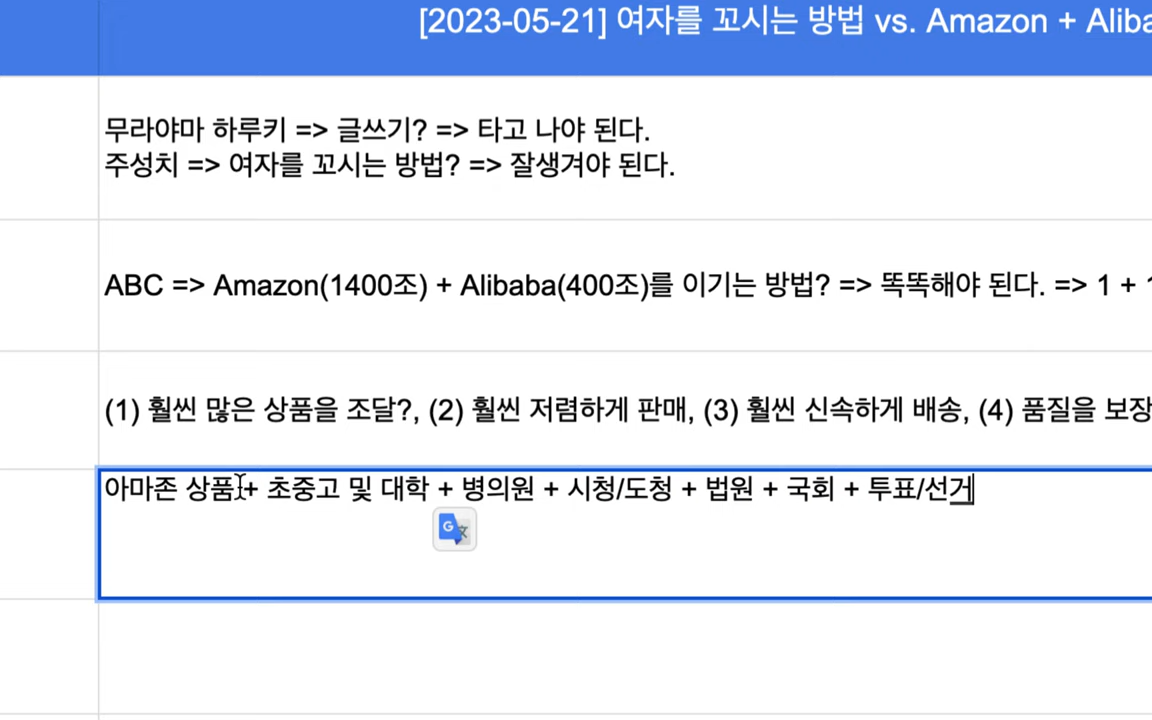 [2023-05-21] 여자를 꼬시는 방법 vs. Amazon + Aliba
무라야마 하루키 => 글쓰기? => 타고 나야 된다.
주성치 => 여자를 꼬시는 방법? => 잘생겨야 된다.
ABC => Amazon(1400조) + Alibaba(400조)를 이기는 방법? => 똑똑해야 된다. => 1 +
(1) 훨씬 많은 상품을 조달?, (2) 훨씬 저렴하게 판매, (3) 훨씬 신속하게 배송, (4) 품질을 보장
아마존 상품 + 초중고 및 대학 + 병의원 + 시청/도청 + 법원 + 국회 + 투표/선거